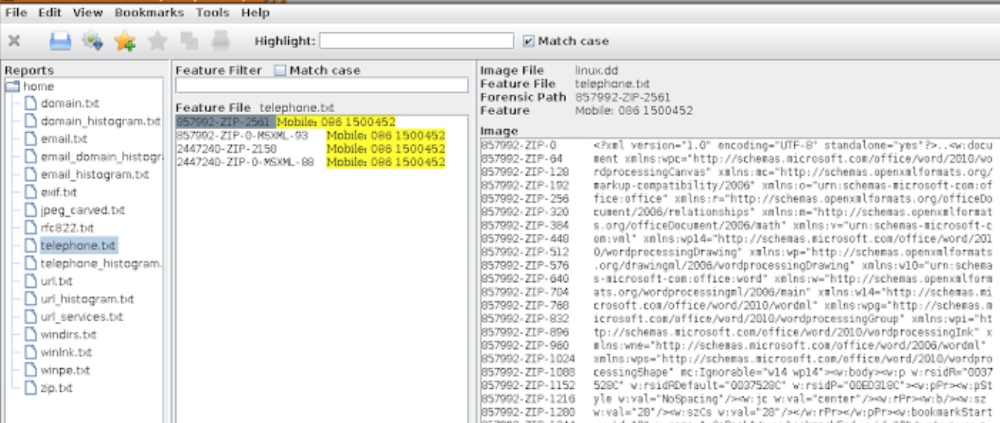 File Edit View Bookmarks Tools Help
Highlight: Match case
Reports
home
domain.txt
domain_histogram.txt
email.txt
email_domain_histogr
email_histogram.txt
exif.txt
jpeg_carved.txt
rfc822.txt
telephone.txt
telephone_histogram.
url.txt
url_histogram.txt
url_services.txt
windirs.txt
winlnk.txt
winpe.txt
zip.txt
Feature Filter Match case
Feature File telephone.txt
857992-ZIP-2561 Mobile: 086 1500452
857992-ZIP-0-MSXML-93 Mobile: 086 1500452
2447240-ZIP-2158 Mobile: 086 1500452
2447240-ZIP-0-MSXML-88 Mobile: 086 1500452
Image File linux.dd
Feature File telephone.txt
Forensic Path 857992-ZIP-2561
Feature Mobile: 086 1500452
Image
857992-ZIP-0 <?xml version="1.0" encoding="UTF-8" standalone="yes"?>..<w:docu
857992-ZIP-64 ment xmlns:wpc="http://schemas.microsoft.com/office/word/2010/wo
857992-ZIP-128 rdprocessingCanvas" xmlns:mc="http://schemas.openxmlformats.org/
857992-ZIP-192 markup-compatibility/2006" xmlns:o="urn:schemas-microsoft-com:of
857992-ZIP-256 fice:office" xmlns:r="http://schemas.openxmlformats.org/officeDo
857992-ZIP-320 cument/2006/relationships" xmlns:m="http://schemas.openxmlformat
857992-ZIP-384 s.org/officeDocument/2006/math" xmlns:v="urn:schemas-microsoft-c
857992-ZIP-448 om:vml" xmlns:wp14="http://schemas.microsoft.com/office/word/201
857992-ZIP-512 0/wordprocessingDrawing" xmlns:wp="http://schemas.openxmlformats
857992-ZIP-576 .org/drawingml/2006/wordprocessingDrawing" xmlns:w10="urn:schema
857992-ZIP-640 s-microsoft-com:office:word" xmlns:w="http://schemas.openxmlform
857992-ZIP-704 ats.org/wordprocessingml/2006/main" xmlns:w14="http://schemas.mi
857992-ZIP-768 crosoft.com/office/word/2010/wordml" xmlns:wpg="http://schemas.m
857992-ZIP-832 icrosoft.com/office/word/2010/wordprocessingGroup" xmlns:wpi="ht
857992-ZIP-896 tp://schemas.microsoft.com/office/word/2010/wordprocessingInk" x
857992-ZIP-960 mlns:wne="http://schemas.microsoft.com/office/word/2006/wordml"
857992-ZIP-1024 xmlns:wps="http://schemas.microsoft.com/office/word/2010/wordpro
857992-ZIP-1088 cessingShape" mc:Ignorable="w14 wp14"><w:body><w:p w:rsidR="0037
857992-ZIP-1152 528C" w:rsidRDefault="0037528C" w:rsidP="00ED318C"><w:pPr><w:pSt
857992-ZIP-1216 yle w:val="NoSpacing"/><w:jc w:val="center"/><w:rPr><w:b/><w:sz
857992-ZIP-1280 w:val="28"/><w:szCs w:val="28"/></w:rPr></w:pPr><w:bookmarkStart